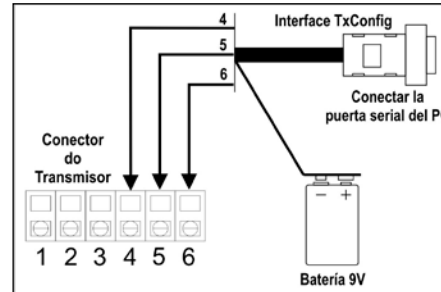 4
Interface TxConfig
5
6
Conectar la
puerta serial del P
Conector
do
Transmisor
− +
1 2 3 4 5 6
Batería 9V